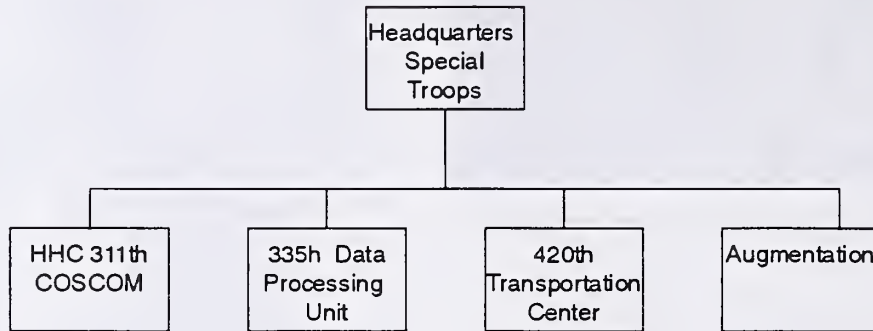 Headquarters
Special
Troops
HHC 311th
COSCOM
335h Data
Processing
Unit
420th
Transportation
Center
Augmentation